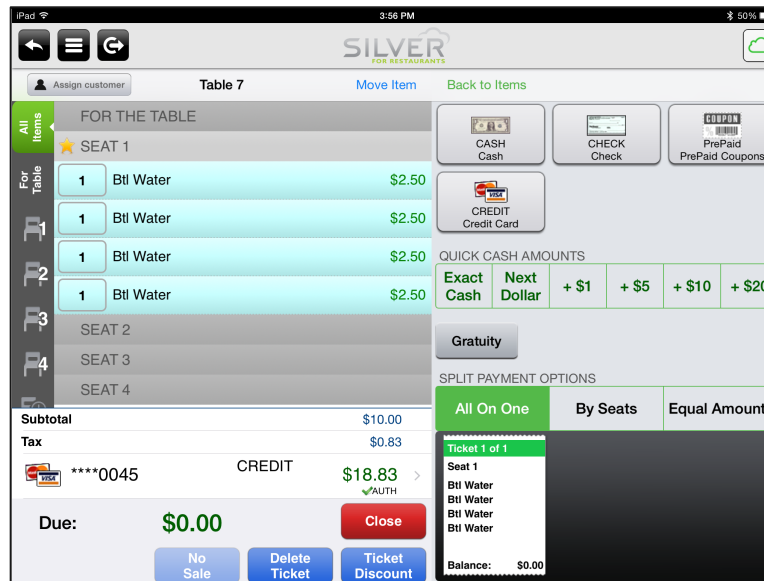 iPad 3:56 PM 50%
SILVER
FOR RESTAURANTS
Assign customer Table 7 Move Item Back to Items
All Items
For Table
1
2
3
4
FOR THE TABLE
SEAT 1
1 Btl Water $2.50
1 Btl Water $2.50
1 Btl Water $2.50
1 Btl Water $2.50
SEAT 2
SEAT 3
SEAT 4
Subtotal $10.00
Tax $0.83
VISA ****0045 CREDIT $18.83
AUTH
Due: $0.00 Close
No Sale
Delete Ticket
Ticket Discount
CASH
Cash
CHECK
Check
COUPON
PrePaid
PrePaid Coupons
VISA
CREDIT
Credit Card
QUICK CASH AMOUNTS
Exact Cash
Next Dollar
+ $1
+ $5
+ $10
+ $20
Gratuity
SPLIT PAYMENT OPTIONS
All On One By Seats Equal Amount
Ticket 1 of 1
Seat 1
Btl Water
Btl Water
Btl Water
Btl Water
Balance: $0.00